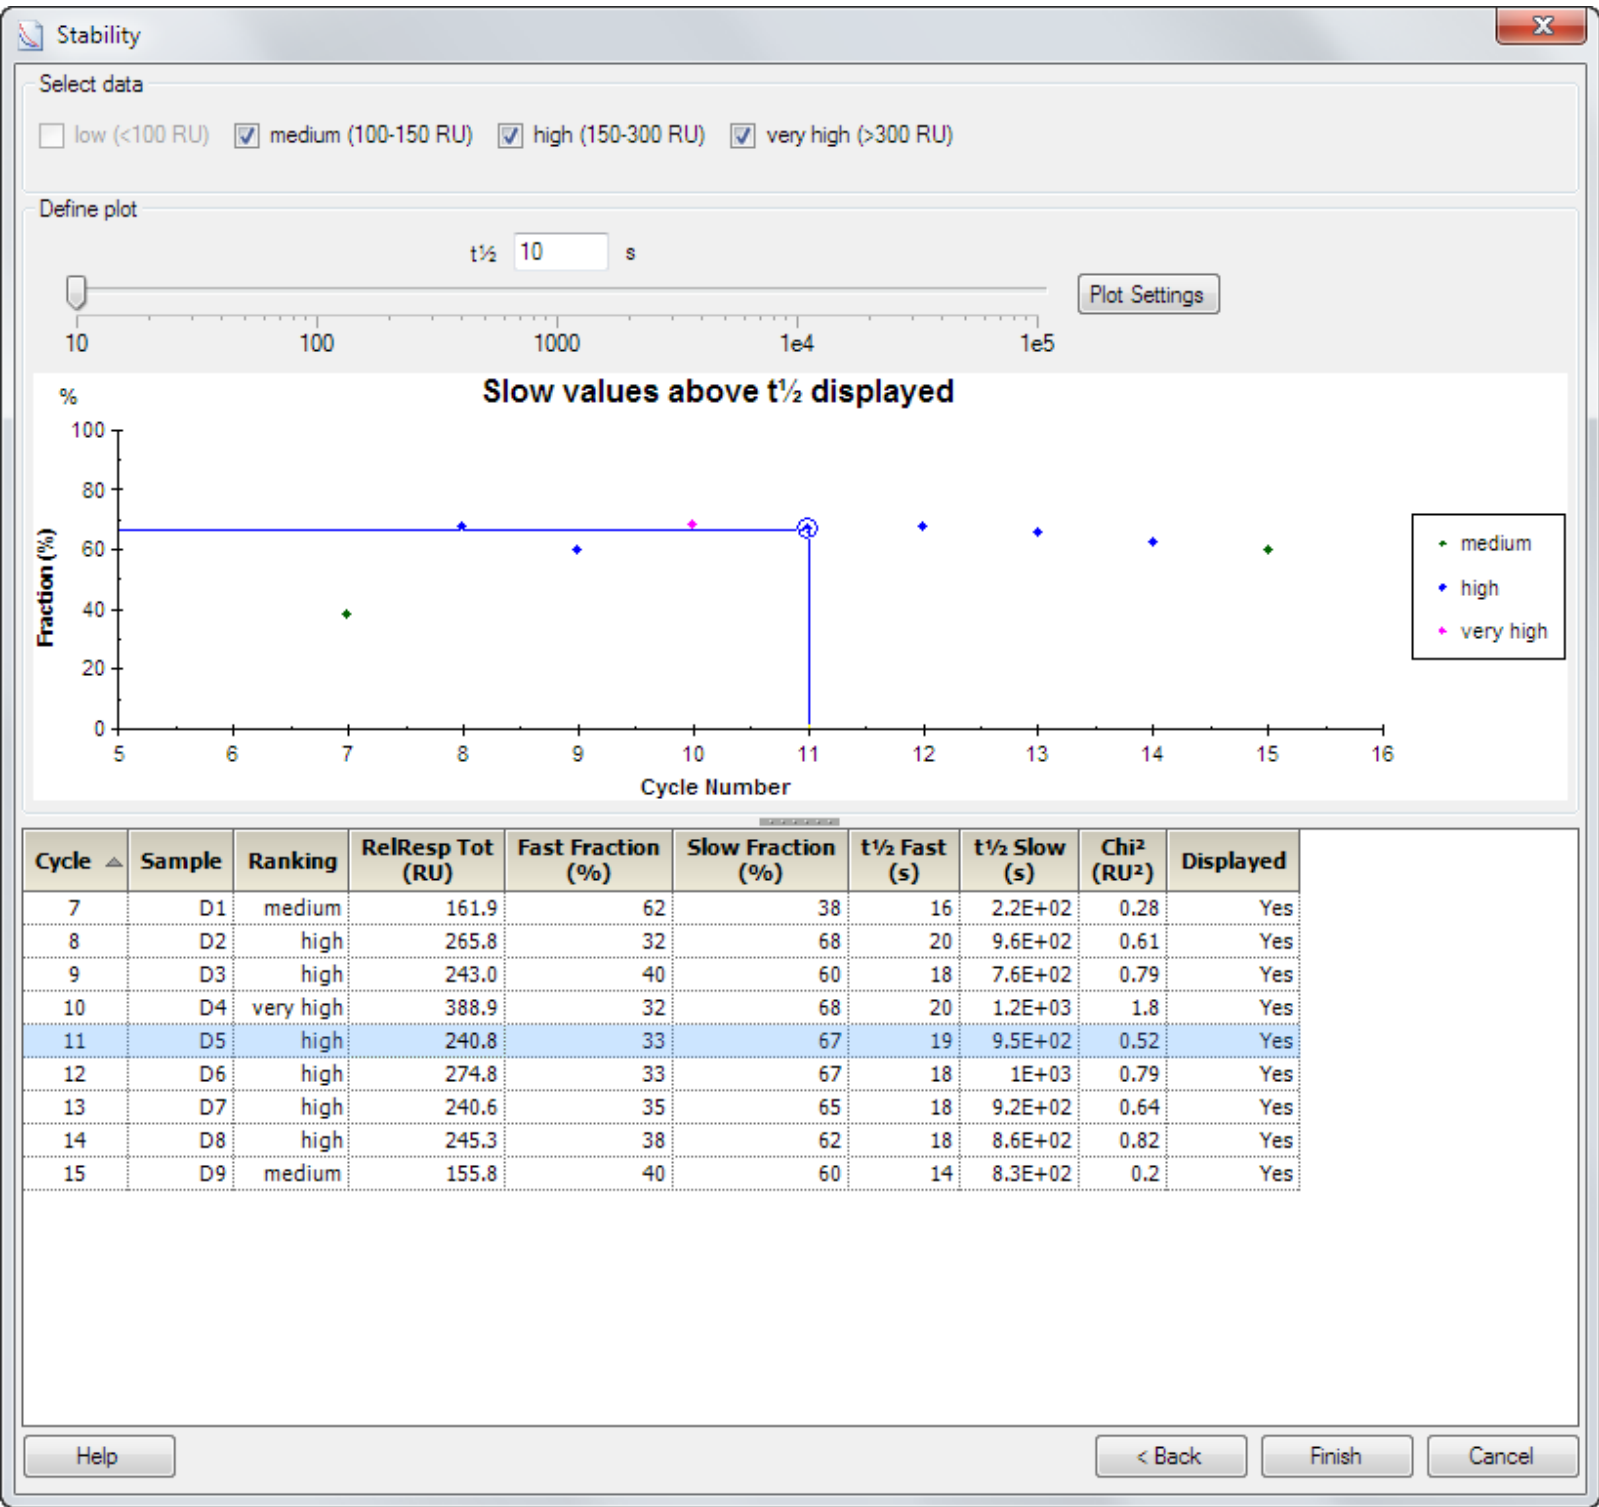 Stability
Select data
low (<100 RU) medium (100-150 RU) high (150-300 RU) very high (>300 RU)
Define plot
t½ 10 s
Plot Settings
10 100 1000 1e4 1e5
Slow values above t½ displayed
%
100
80
60
40
20
0
Fraction (%)
5 6 7 8 9 10 11 12 13 14 15 16
Cycle Number
medium
high
very high
Cycle Sample Ranking RelResp Tot (RU) Fast Fraction (%) Slow Fraction (%) t½ Fast (s) t½ Slow (s) Chi² (RU²) Displayed
7 D1 medium 161.9 62 38 16 2.2E+02 0.28 Yes
8 D2 high 265.8 32 68 20 9.6E+02 0.61 Yes
9 D3 high 243.0 40 60 18 7.6E+02 0.79 Yes
10 D4 very high 388.9 32 68 20 1.2E+03 1.8 Yes
11 D5 high 240.8 33 67 19 9.5E+02 0.52 Yes
12 D6 high 274.8 33 67 18 1E+03 0.79 Yes
13 D7 high 240.6 35 65 18 9.2E+02 0.64 Yes
14 D8 high 245.3 38 62 18 8.6E+02 0.82 Yes
15 D9 medium 155.8 40 60 14 8.3E+02 0.2 Yes
Help < Back Finish Cancel